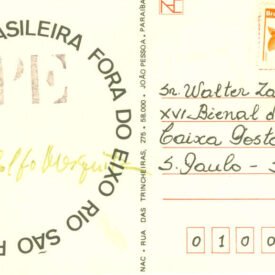 ASILEIRA FORA DO EIXO RIO SÃO P
PE
NAC - RUA DAS TRINCHEIRAS, 275 - 58.000 - JOÃO PESSOA - PARAÍBA
Sr. Walter Za
XVI Bienal d
Caixa Posta
S. Paulo - S
0 1 0 0